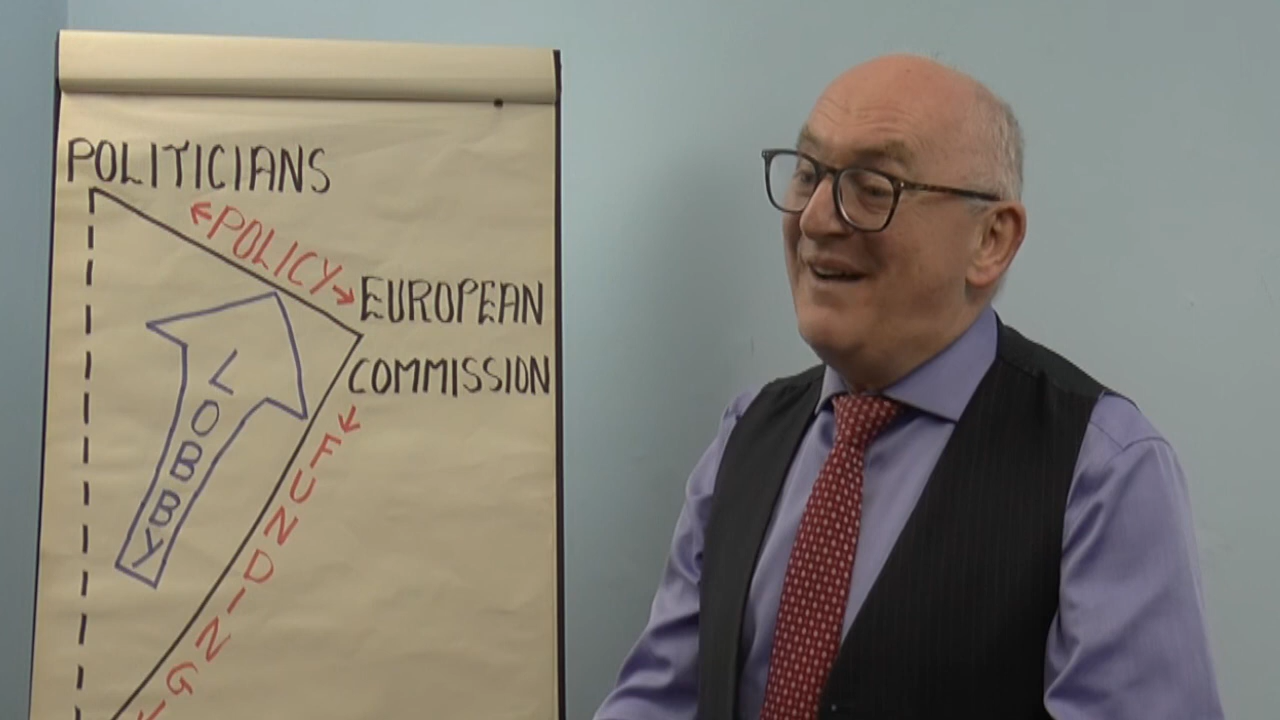 POLITICIANS
←POLICY→
EUROPEAN
COMMISSION
LOBBY
FUNDING